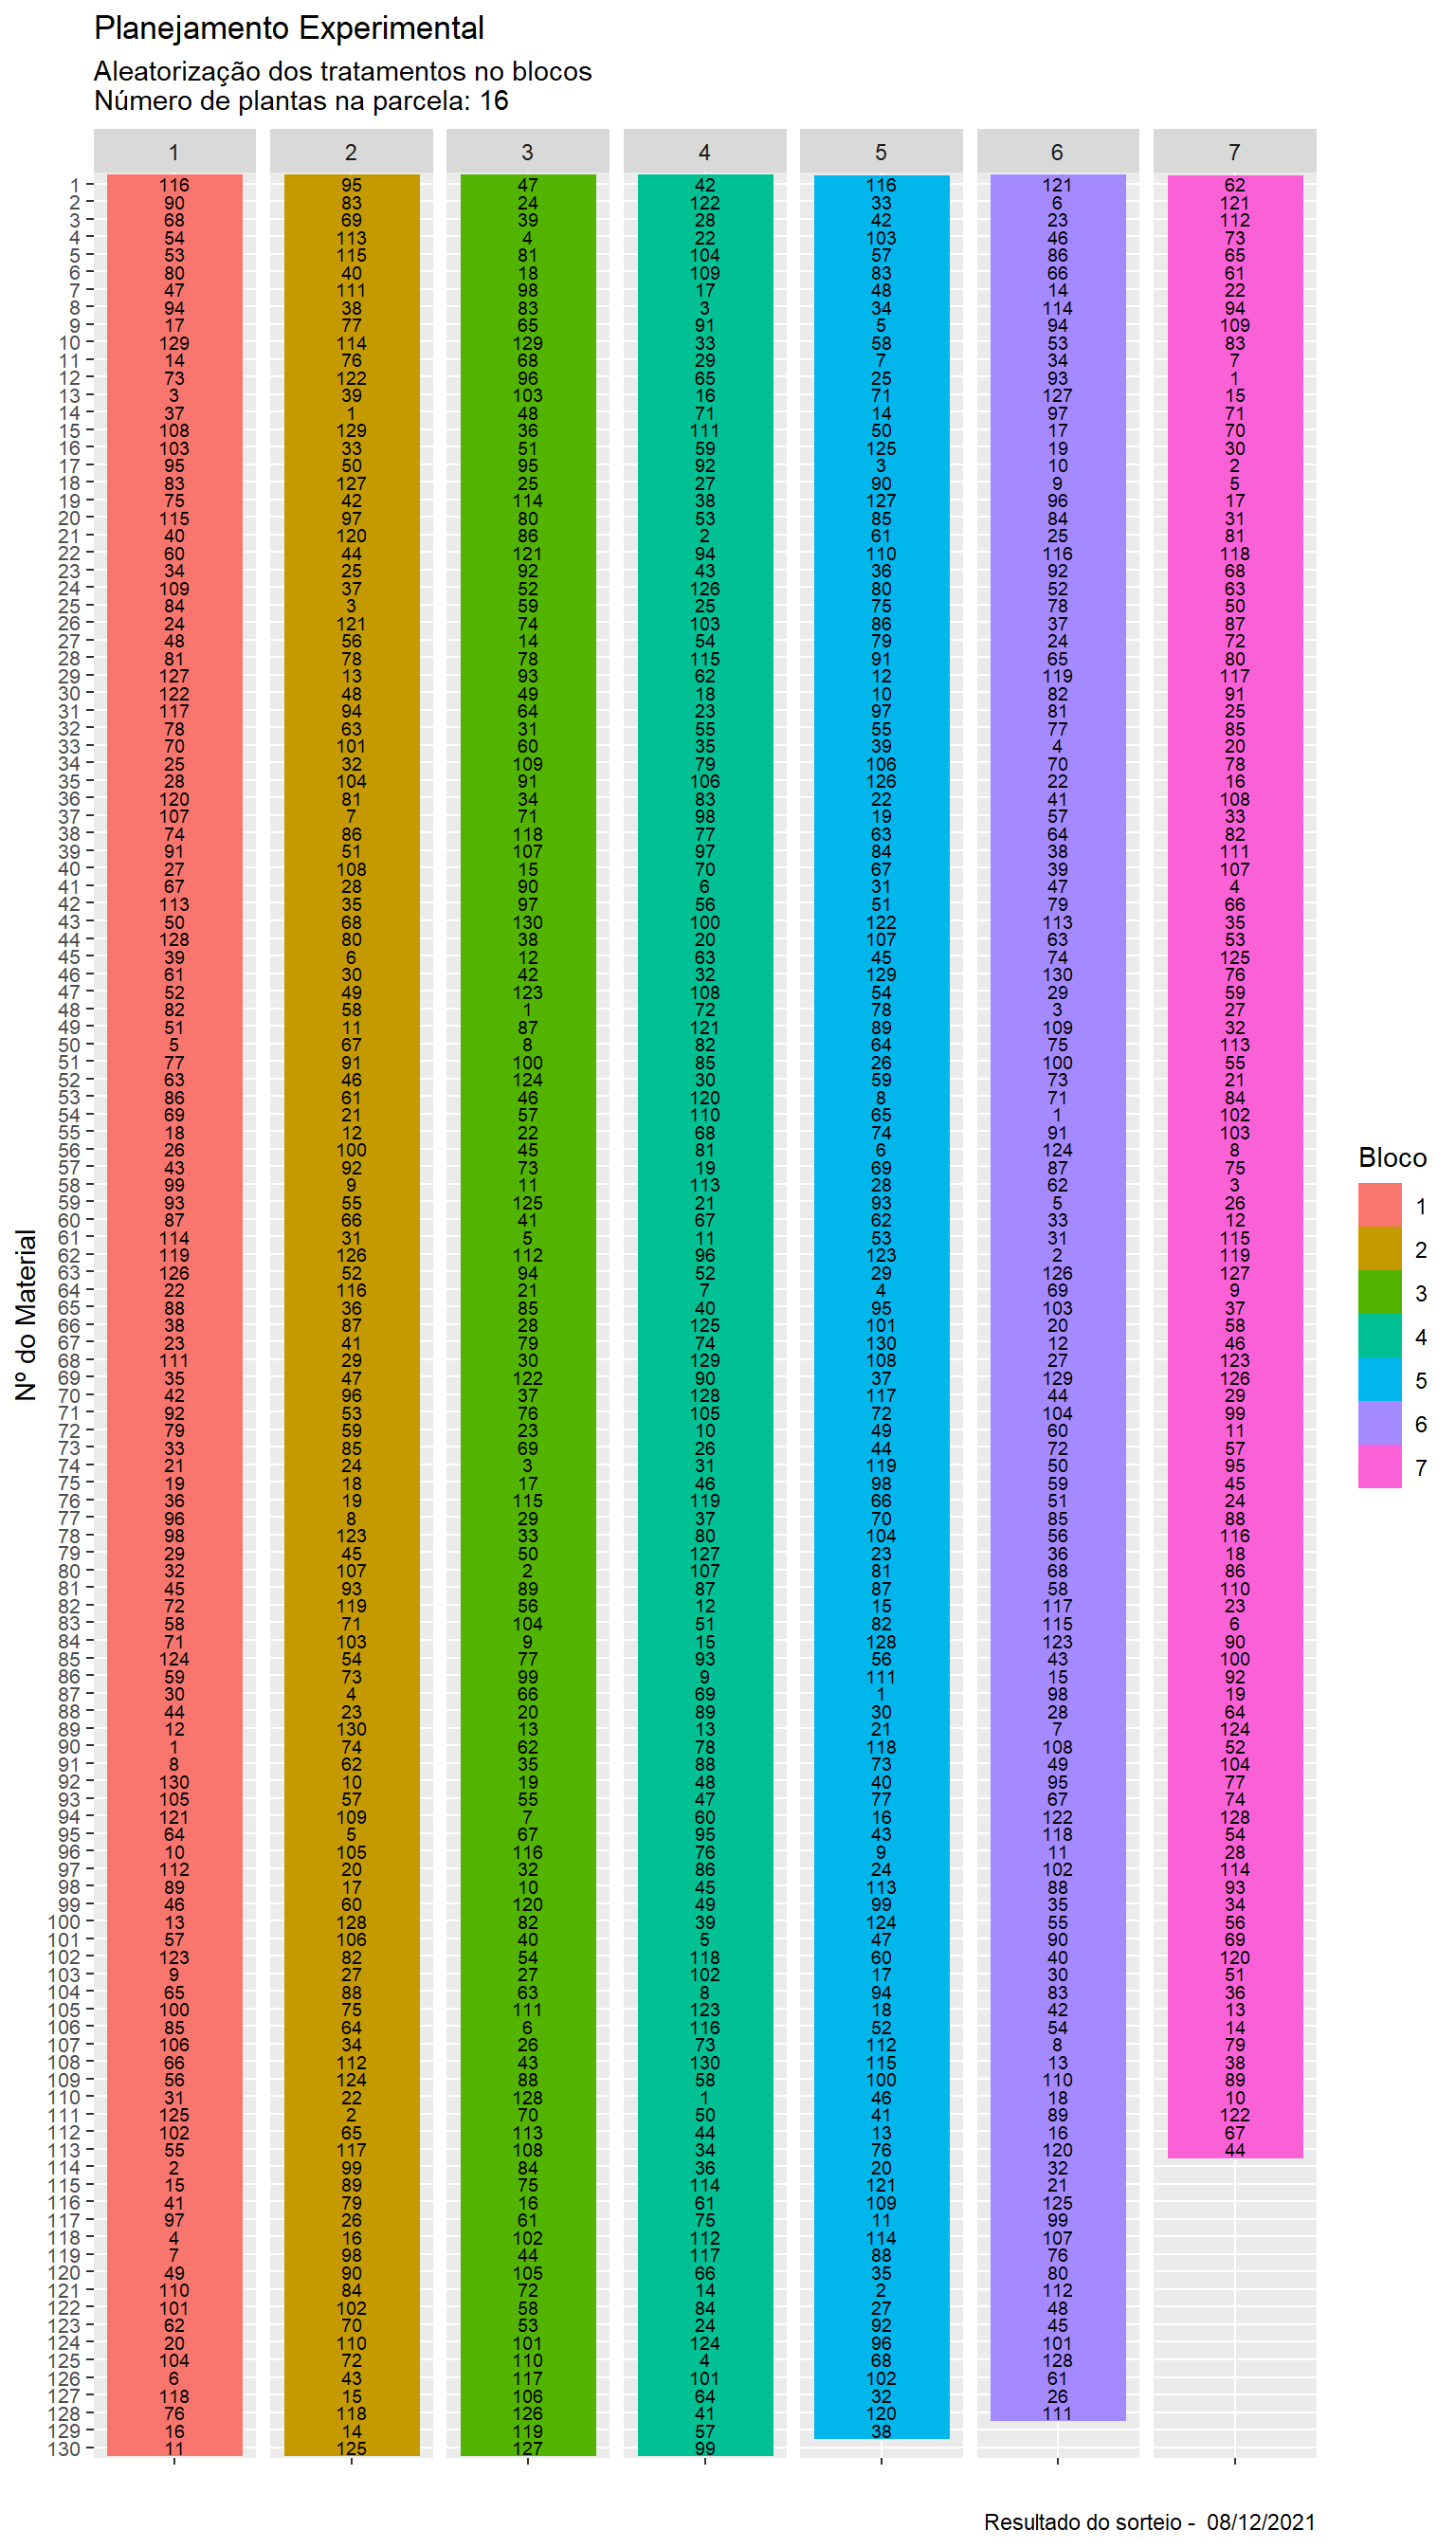 Planejamento Experimental
Aleatorização dos tratamentos no blocos
Número de plantas na parcela: 16
1 2 3 4 5 6 7
1 116 95 47 42 116 121 62
2 90 83 24 122 33 6 121
3 68 69 39 28 42 23 112
4 54 113 4 22 103 46 73
5 53 115 81 104 57 86 65
6 80 40 18 109 83 66 61
7 47 111 98 17 48 14 22
8 94 38 83 3 34 114 94
9 17 77 65 91 5 94 109
10 129 114 129 33 58 53 83
11 14 76 68 29 7 34 7
12 73 122 96 65 25 93 1
13 3 39 103 16 71 127 15
14 37 1 48 71 14 97 71
15 108 129 36 111 50 17 70
16 103 33 51 59 125 19 30
17 95 50 95 92 3 10 2
18 83 127 25 27 90 9 5
19 75 42 114 38 127 96 17
20 115 97 80 53 85 84 31
21 40 120 86 2 61 25 81
22 60 44 121 94 110 116 118
23 34 25 92 43 36 92 68
24 109 37 52 126 80 52 63
25 84 3 59 25 75 78 50
26 24 121 74 103 86 37 87
27 48 56 14 54 79 24 72
28 81 78 78 115 91 65 80
29 127 13 93 62 12 119 117
30 122 48 49 18 10 82 91
31 117 94 64 23 97 81 25
32 78 63 31 55 55 77 85
33 70 101 60 35 39 4 20
34 25 32 109 79 106 70 78
35 28 104 91 106 126 22 16
36 120 81 34 83 22 41 108
37 107 7 71 98 19 57 33
38 74 86 118 77 63 64 82
39 91 51 107 97 84 38 111
40 27 108 15 70 67 39 107
41 67 28 90 6 31 47 4
42 113 35 97 56 51 79 66
43 50 68 130 100 122 113 35
44 128 80 38 20 107 63 53
45 39 6 12 63 45 74 125
46 61 30 42 32 129 130 76
47 52 49 123 108 54 29 59
48 82 58 1 72 78 3 27
49 51 11 87 121 89 109 32
50 5 67 8 82 64 75 113
51 77 91 100 85 26 100 55
52 63 46 124 30 59 73 21
53 86 61 46 120 8 71 84
54 69 21 57 110 65 1 102
55 18 12 22 68 74 91 103
56 26 100 45 81 6 124 8
57 43 92 73 19 69 87 75
58 99 9 11 113 28 62 3
59 93 55 125 21 93 5 26
60 87 66 41 67 62 33 12
61 114 31 5 11 53 31 115
62 119 126 112 96 123 2 119
63 126 52 94 52 29 126 127
64 22 116 21 7 4 69 9
65 88 36 85 40 95 103 37
66 38 87 28 125 101 20 58
67 23 41 79 74 130 12 46
68 111 29 30 129 108 27 123
69 35 47 122 90 37 129 126
70 42 96 37 128 117 44 29
71 92 53 76 105 72 104 99
72 79 59 23 10 49 60 11
73 33 85 69 26 44 72 57
74 21 24 3 31 119 50 95
75 19 18 17 46 98 59 45
76 36 19 115 119 66 51 24
77 96 8 29 37 70 85 88
78 98 123 33 80 104 56 116
79 29 45 50 127 23 36 18
80 32 107 2 107 81 68 86
81 45 93 89 87 87 58 110
82 72 119 56 12 15 117 23
83 58 71 104 51 82 115 6
84 71 103 9 15 128 123 90
85 124 54 77 93 56 43 100
86 59 73 99 9 111 15 92
87 30 4 66 69 1 98 19
88 44 23 20 89 30 28 64
89 12 130 13 13 21 7 124
90 1 74 62 78 118 108 52
91 8 62 35 88 73 49 104
92 130 10 19 48 40 95 77
93 105 57 55 47 77 67 74
94 121 109 7 60 16 122 128
95 64 5 67 95 43 118 54
96 10 105 116 76 9 11 28
97 112 20 32 86 24 102 114
98 89 17 10 45 113 88 93
99 46 60 120 49 99 35 34
100 13 128 82 39 124 55 56
101 57 106 40 5 47 90 69
102 123 82 54 118 60 40 120
103 9 27 27 102 17 30 51
104 65 88 63 8 94 83 36
105 100 75 111 123 18 42 13
106 85 64 6 116 52 54 14
107 106 34 26 73 112 8 79
108 66 112 43 130 115 13 38
109 56 124 88 58 100 110 89
110 31 22 128 1 46 18 10
111 125 2 70 50 41 89 122
112 102 65 113 44 13 16 67
113 55 117 108 34 76 120 44
114 2 99 84 36 20 32
115 15 89 75 114 121 21
116 41 79 16 61 109 125
117 97 26 61 75 11 99
118 4 16 102 112 114 107
119 7 98 44 117 88 76
120 49 90 105 66 35 80
121 110 84 72 14 2 112
122 101 102 58 84 27 48
123 62 70 53 24 92 45
124 20 110 101 124 96 101
125 104 72 110 4 68 128
126 6 43 117 101 102 61
127 118 15 106 64 32 26
128 76 118 126 41 120 111
129 16 14 119 57 38
130 11 125 127 99
Nº do Material
Bloco
1
2
3
4
5
6
7
Resultado do sorteio - 08/12/2021